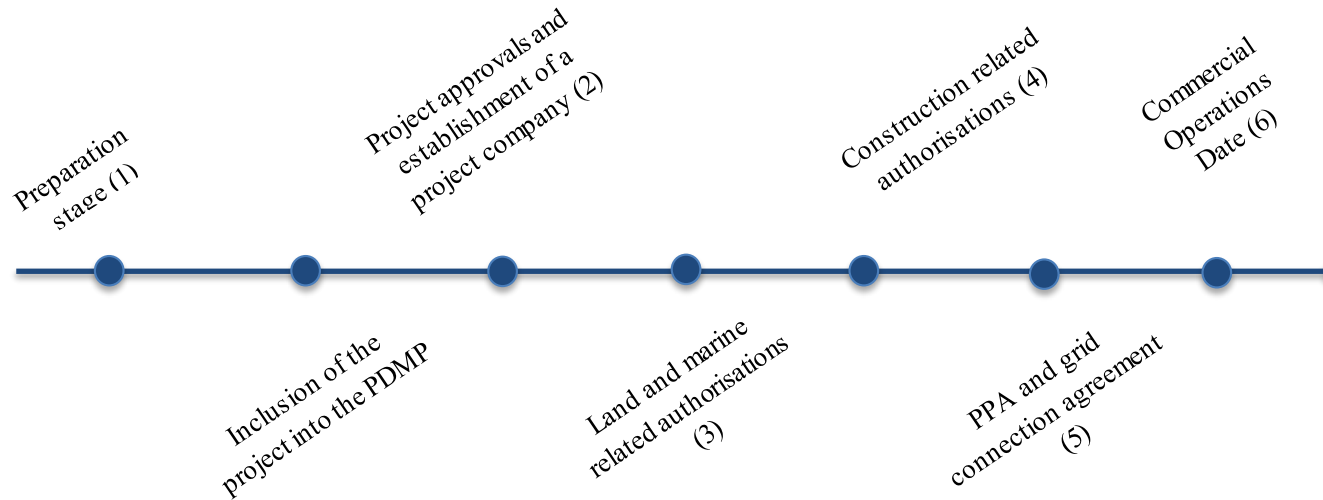 Preparation
stage (1)
Inclusion of the
project into the PDMP
Project approvals and
establishment of a
project company (2)
Land and marine
related authorisations
(3)
Construction related
authorisations (4)
PPA and grid
connection agreement
(5)
Commercial
Operations
Date (6)